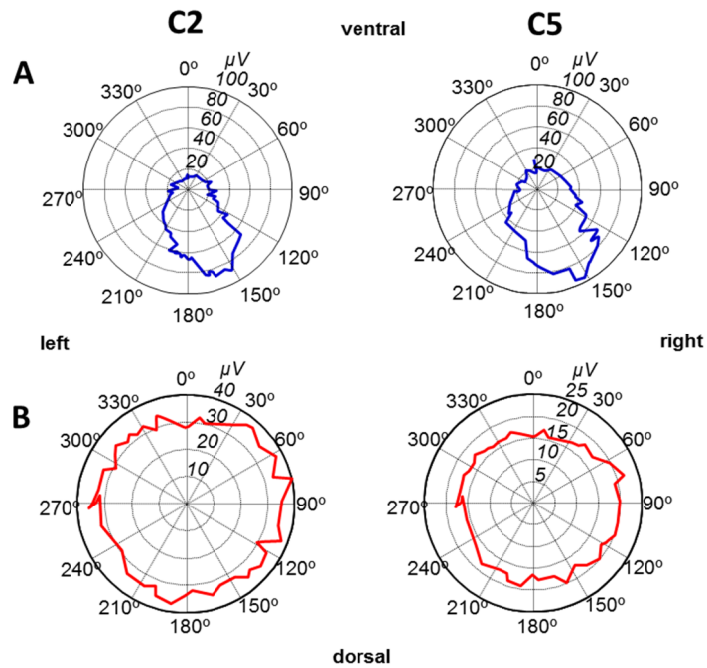 C2 ventral C5
A
0º µV 100 30º
330º 80 60º
300º 60
40
20
270º 90º
240º 120º
210º 150º
180º
0º µV 100 30º
330º 80 60º
300º 60
40
20
270º 90º
240º 120º
210º 150º
180º
left right
B
0º 40 µV 30º
330º 30 60º
300º 20
10
270º 90º
240º 120º
210º 150º
180º
0º µV 25 30º
330º 20 60º
300º 15
10
5
270º 90º
240º 120º
210º 150º
180º
dorsal